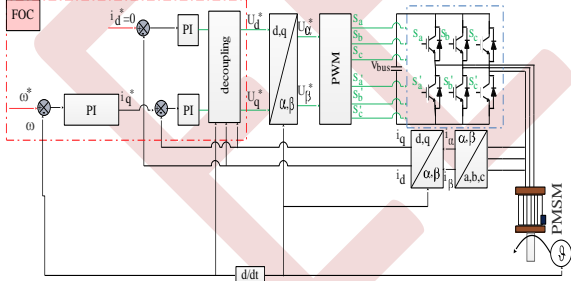 FOC
i_d^*=0
PI
U_d^*
decoupling
d,q
α,β
U_α^*
PWM
S_a
S_b
S_c
V_bus
S_a'
S_b'
S_c'
S_a
S_b
S_c
S_a'
S_b'
S_c'
ω^*
ω
PI
i_q^*
PI
U_q^*
U_β^*
i_q
i_d
d,q
α,β
i_α
i_β
α,β
a,b,c
PMSM
ϑ
d/dt